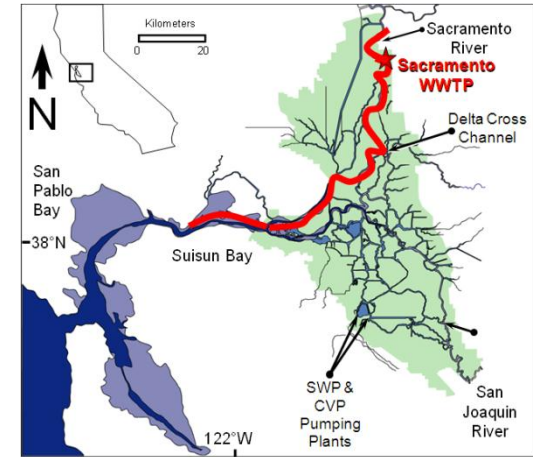 Kilometers
0
20
N
Sacramento
River
Sacramento
WWTP
Delta Cross
Channel
San
Pablo
Bay
38°N
Suisun Bay
SWP &
CVP
Pumping
Plants
San
Joaquin
River
122°W